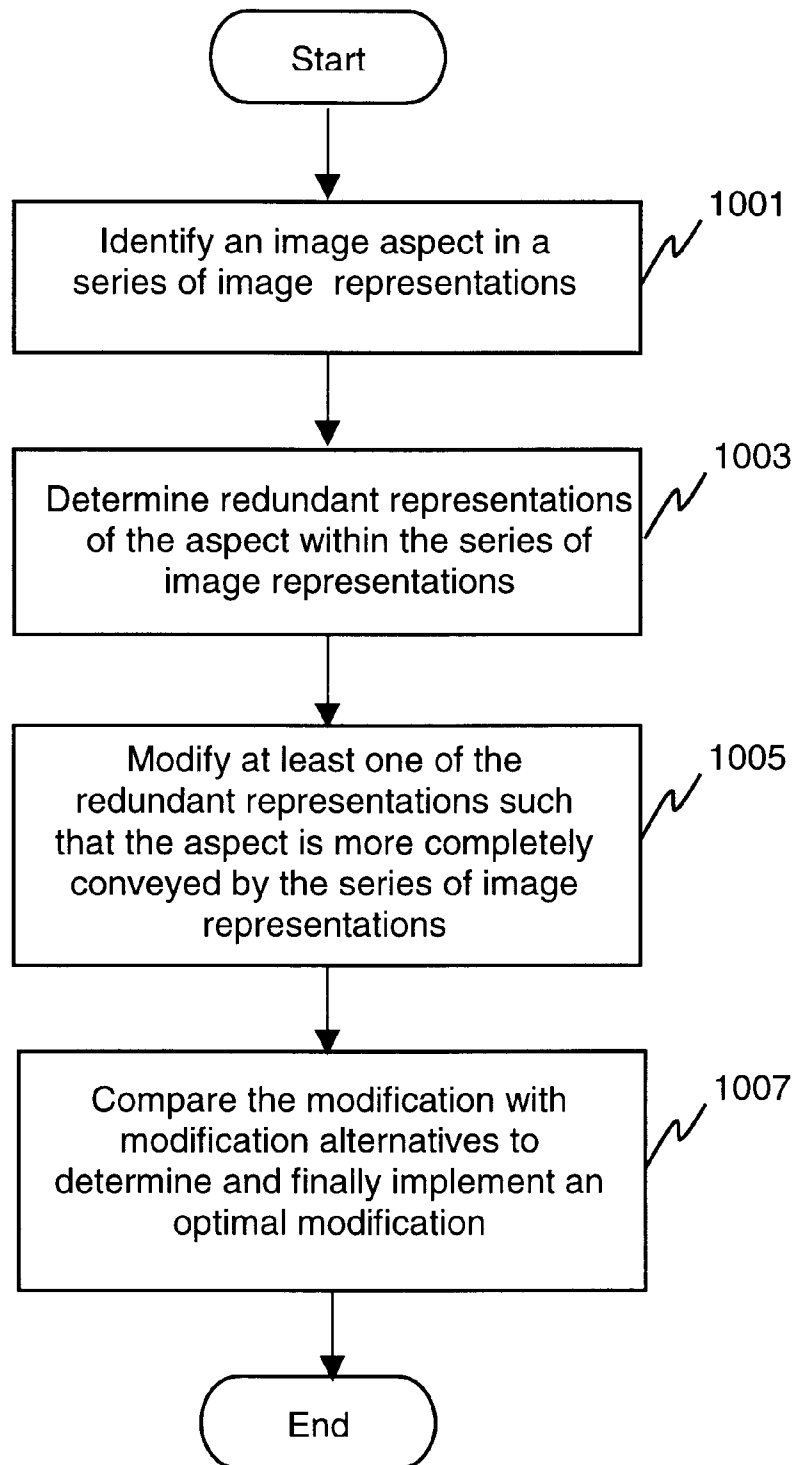 Start
1001
Identify an image aspect in a
series of image representations
1003
Determine redundant representations
of the aspect within the series of
image representations
1005
Modify at least one of the
redundant representations such
that the aspect is more completely
conveyed by the series of image
representations
1007
Compare the modification with
modification alternatives to
determine and finally implement an
optimal modification
End